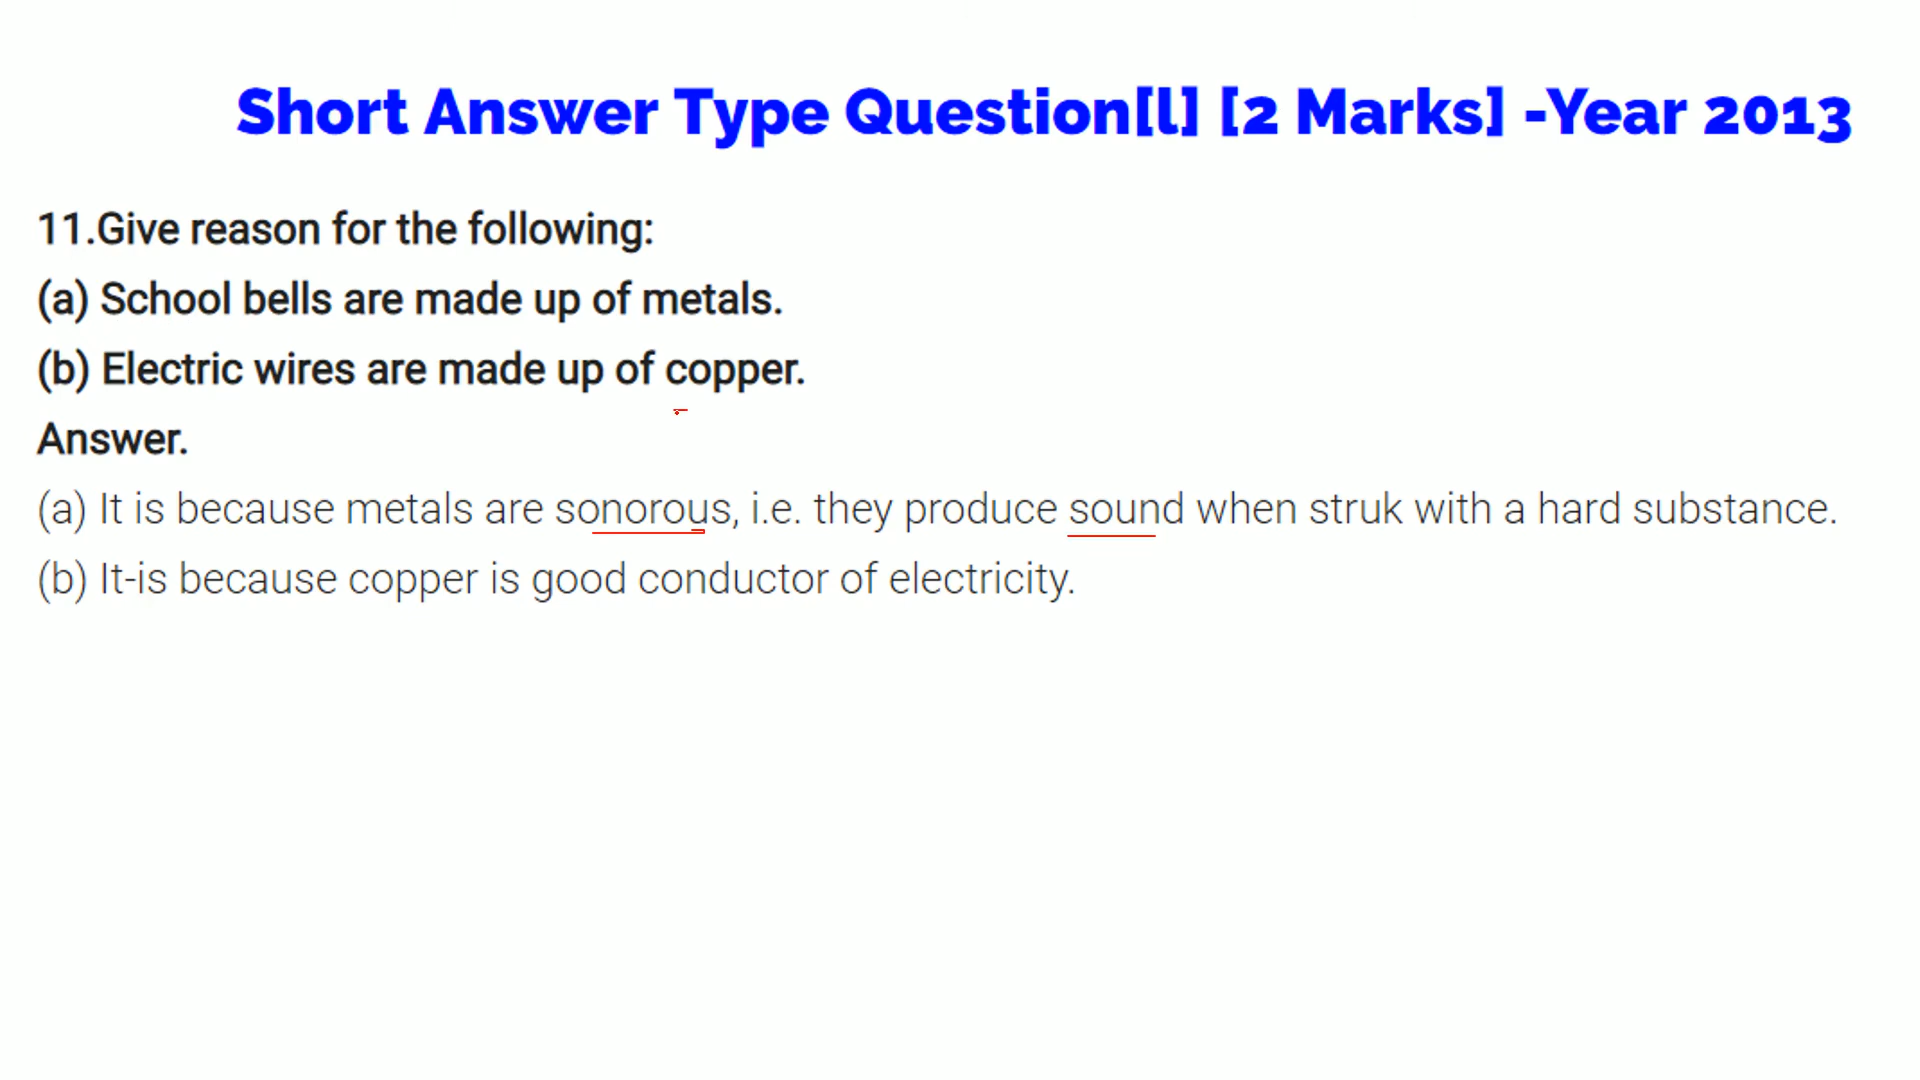 Short Answer Type Question[l] [2 Marks] -Year 2013
11.Give reason for the following:
(a) School bells are made up of metals.
(b) Electric wires are made up of copper.
Answer.
(a) It is because metals are sonorous, i.e. they produce sound when struk with a hard substance.
(b) It-is because copper is good conductor of electricity.